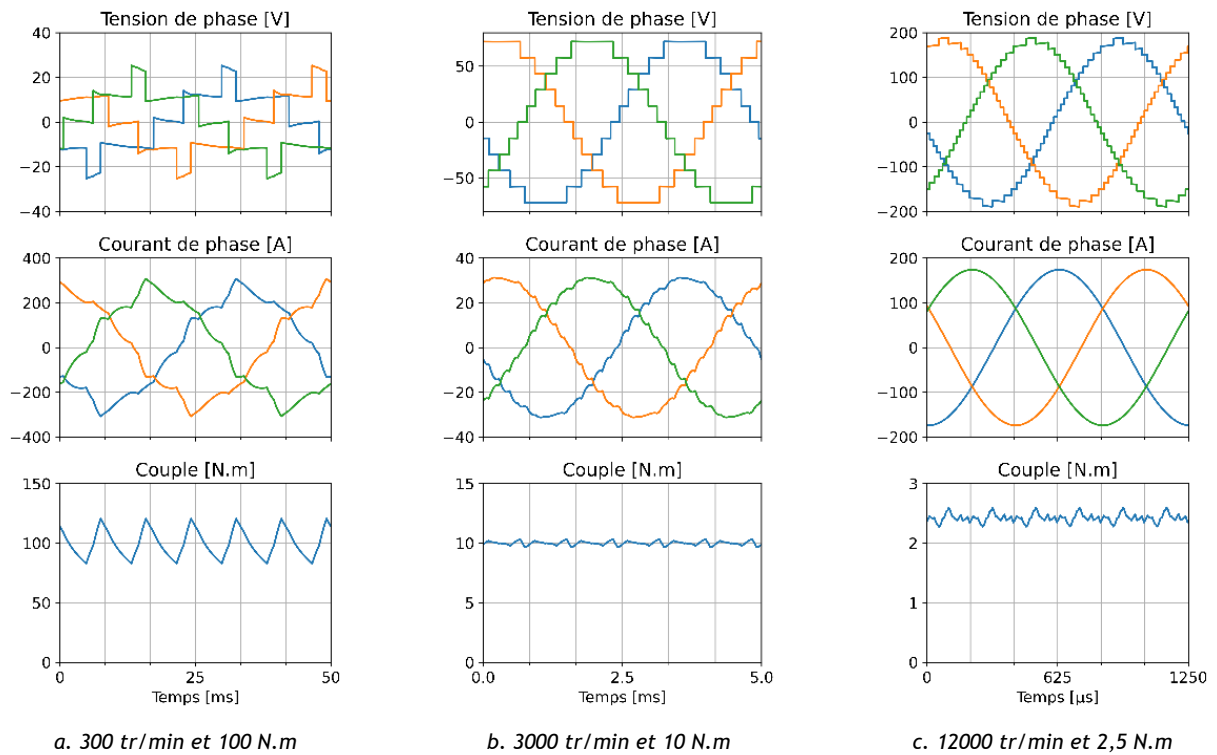 Tension de phase [V]
40
20
0
−20
−40
Courant de phase [A]
400
200
0
−200
−400
Couple [N.m]
150
100
50
0
0 25 50
Temps [ms]
a. 300 tr/min et 100 N.m
Tension de phase [V]
50
0
−50
Courant de phase [A]
40
20
0
−20
−40
Couple [N.m]
15
10
5
0
0.0 2.5 5.0
Temps [ms]
b. 3000 tr/min et 10 N.m
Tension de phase [V]
200
100
0
−100
−200
Courant de phase [A]
200
100
0
−100
−200
Couple [N.m]
3
2
1
0
0 625 1250
Temps [µs]
c. 12000 tr/min et 2,5 N.m